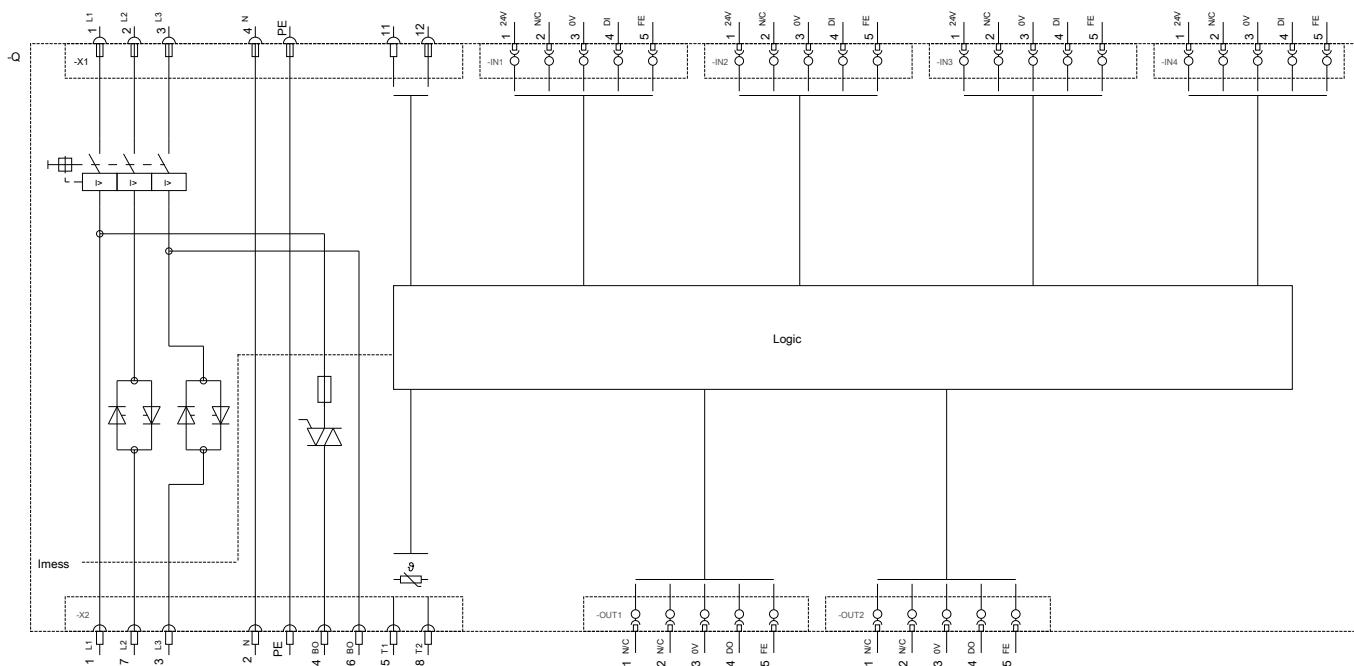 L1 L2 L3 N PE 11 12 24V N/C 0V DI FE 24V N/C 0V DI FE 24V N/C 0V DI FE 24V N/C 0V DI FE
1 2 3 4 1 2 3 4 5 1 2 3 4 5 1 2 3 4 5 1 2 3 4 5
-Q
-X1 -IN1 -IN2 -IN3 -IN4
I> I> I>
Logic
Imess
ϑ
-X2 -OUT1 -OUT2
L1 L2 L3 N PE BO BO T1 T2 N/C N/C 0V DO FE N/C N/C 0V DO FE
1 7 3 2 4 6 5 8 1 2 3 4 5 1 2 3 4 5